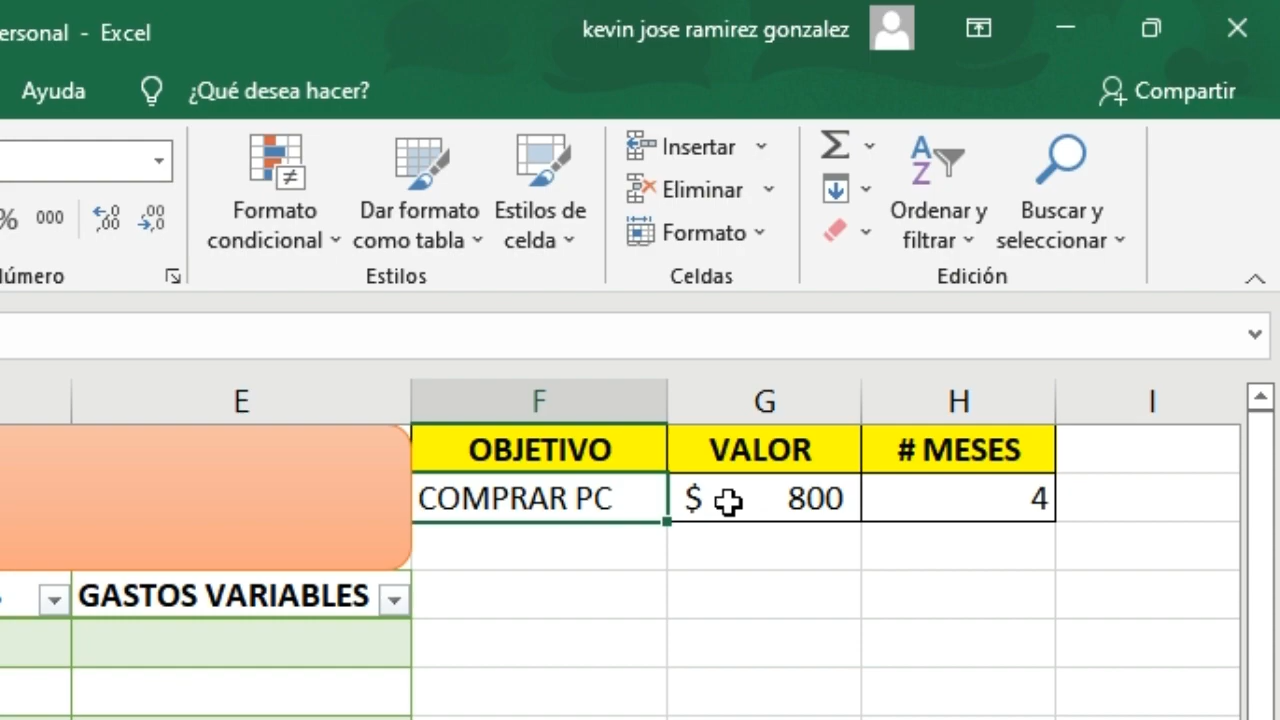 ersonal - Excel
kevin jose ramirez gonzalez
Ayuda
¿Qué desea hacer?
Compartir
Insertar
Eliminar
Formato
% 000
Formato condicional
Dar formato como tabla
Estilos de celda
Ordenar y filtrar
Buscar y seleccionar
Número
Estilos
Celdas
Edición
E F G H I
OBJETIVO VALOR # MESES
COMPRAR PC $ 800 4
GASTOS VARIABLES